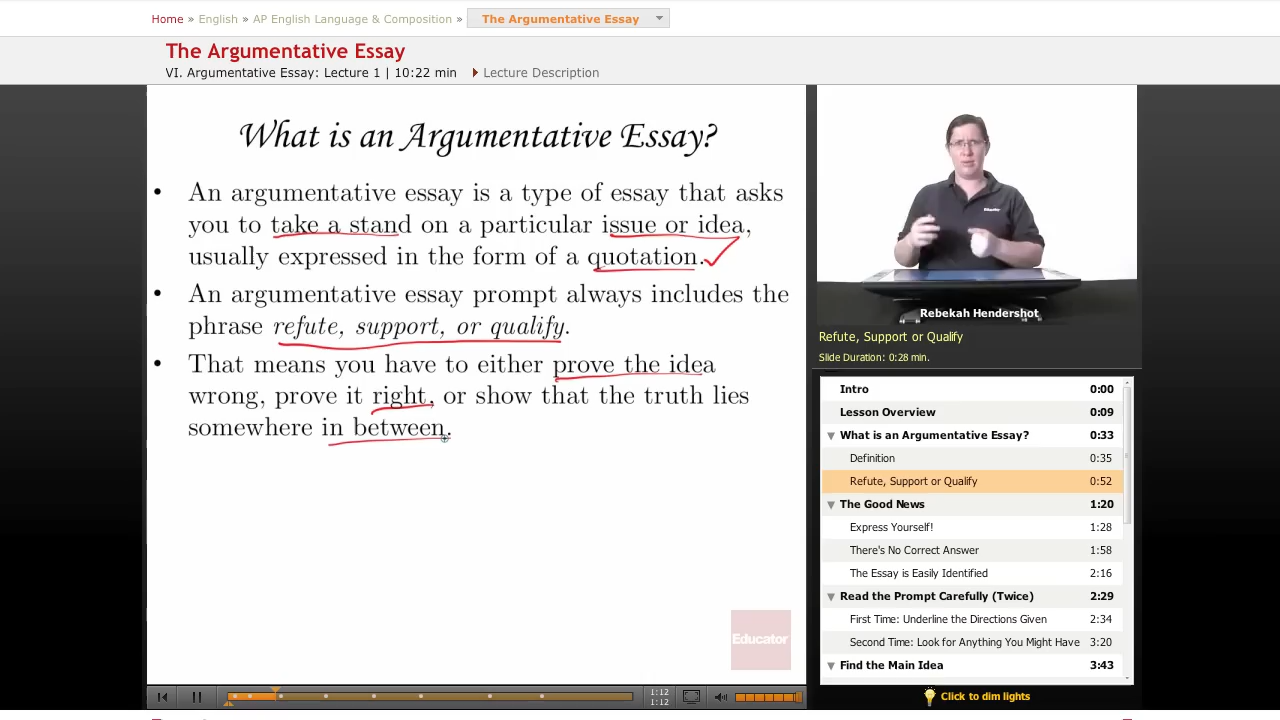 Home » English » AP English Language & Composition » The Argumentative Essay
The Argumentative Essay
VI. Argumentative Essay: Lecture 1 | 10:22 min Lecture Description
What is an Argumentative Essay?
• An argumentative essay is a type of essay that asks
you to take a stand on a particular issue or idea,
usually expressed in the form of a quotation.
• An argumentative essay prompt always includes the
phrase refute, support, or qualify.
• That means you have to either prove the idea
wrong, prove it right, or show that the truth lies
somewhere in between.
Educator
1:12
1:12
Rebekah Hendershot
Refute, Support or Qualify
Slide Duration: 0:28 min.
Intro 0:00
Lesson Overview 0:09
What is an Argumentative Essay? 0:33
Definition 0:35
Refute, Support or Qualify 0:52
The Good News 1:20
Express Yourself! 1:28
There's No Correct Answer 1:58
The Essay is Easily Identified 2:16
Read the Prompt Carefully (Twice) 2:29
First Time: Underline the Directions Given 2:34
Second Time: Look for Anything You Might Have 3:20
Find the Main Idea 3:43
Click to dim lights